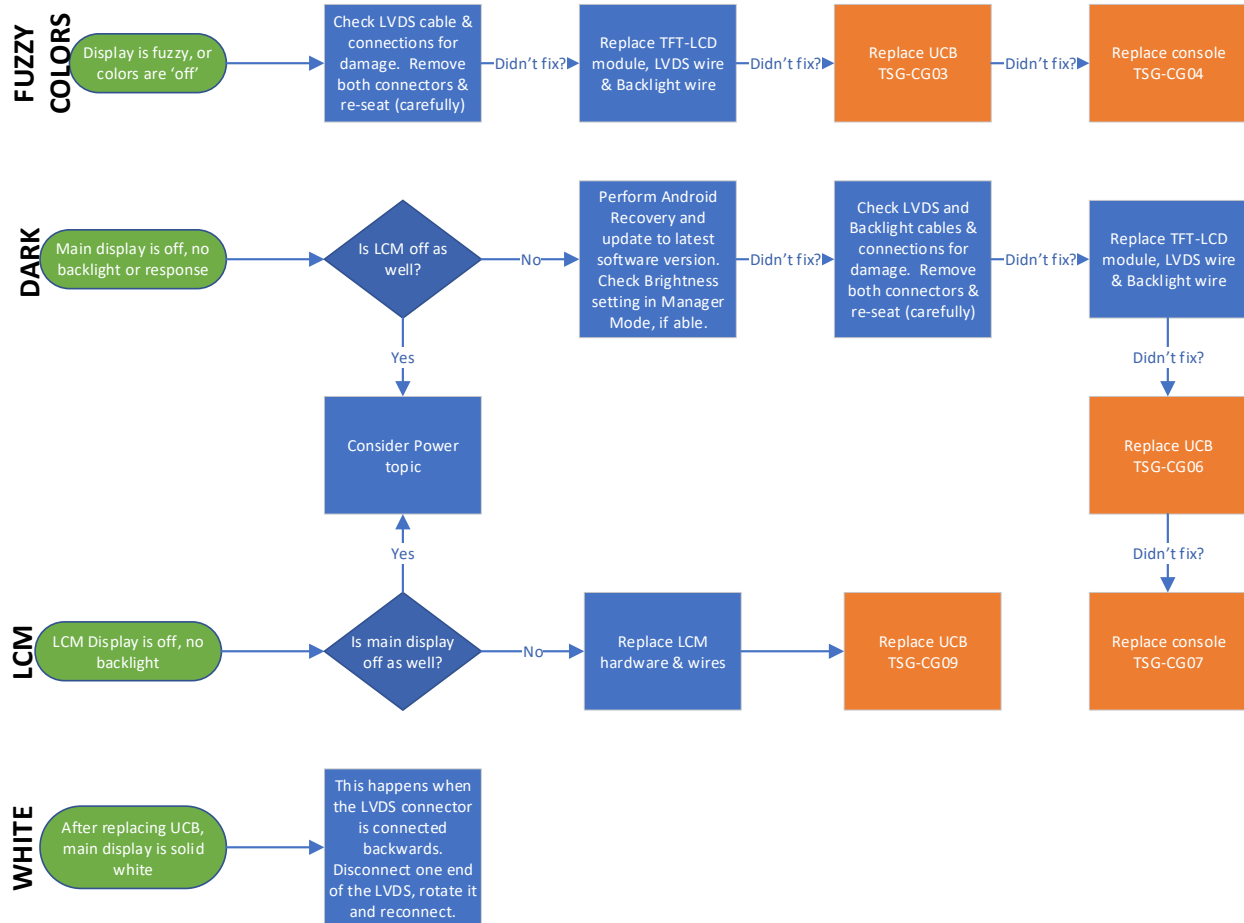 FUZZY
COLORS
Display is fuzzy, or
colors are ‘off’
Check LVDS cable &
connections for
damage. Remove
both connectors &
re-seat (carefully)
Didn’t fix?
Replace TFT-LCD
module, LVDS wire
& Backlight wire
Didn’t fix?
Replace UCB
TSG-CG03
Didn’t fix?
Replace console
TSG-CG04
DARK
Main display is off, no
backlight or response
Is LCM off as
well?
No
Perform Android
Recovery and
update to latest
software version.
Check Brightness
setting in Manager
Mode, if able.
Didn’t fix?
Check LVDS and
Backlight cables &
connections for
damage. Remove
both connectors &
re-seat (carefully)
Didn’t fix?
Replace TFT-LCD
module, LVDS wire
& Backlight wire
Yes
Didn’t fix?
Consider Power
topic
Replace UCB
TSG-CG06
Yes
Didn’t fix?
LCM
LCM Display is off, no
backlight
Is main display
off as well?
No
Replace LCM
hardware & wires
Replace UCB
TSG-CG09
Replace console
TSG-CG07
WHITE
After replacing UCB,
main display is solid
white
This happens when
the LVDS connector
is connected
backwards.
Disconnect one end
of the LVDS, rotate it
and reconnect.